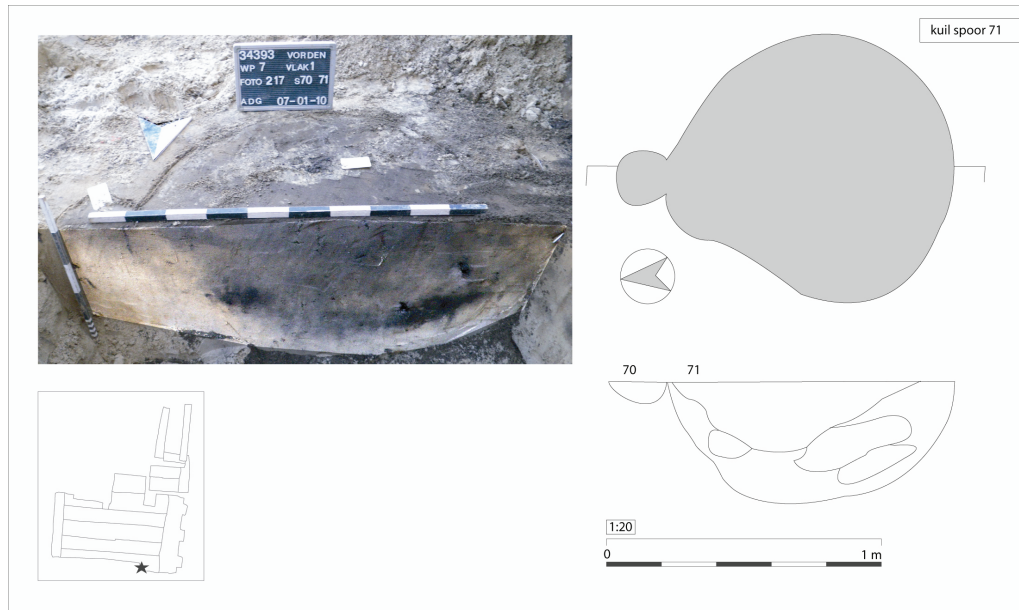 kuil spoor 71
34393 VORDEN
WP 7 VLAK 1
FOTO 217 S70 71
ADG 07-01-10
70 71
1:20
0 1 m